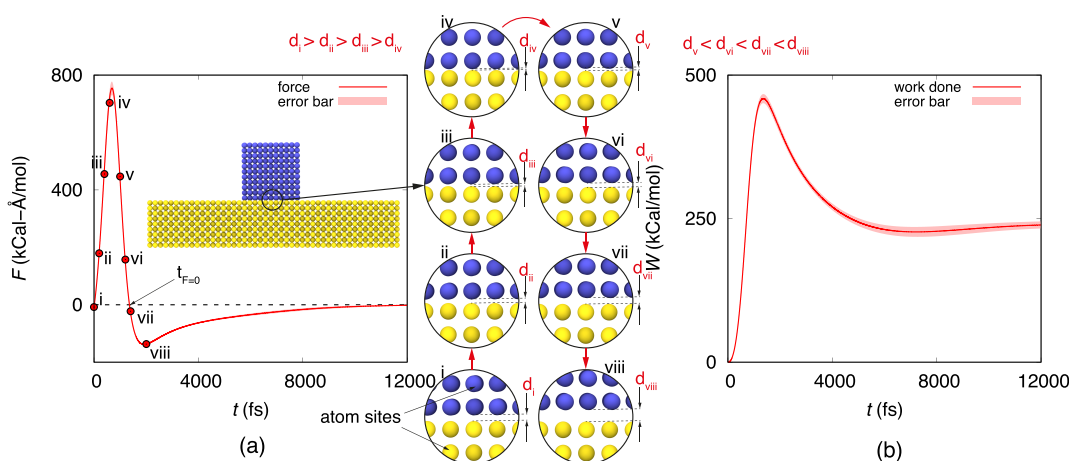 d_i > d_ii > d_iii > d_iv
d_v < d_vi < d_vii < d_viii
800
400
0
F (kCal–Å/mol)
force
error bar
i
ii
iii
iv
v
vi
vii
viii
t_F=0
0 4000 8000 12000
t (fs)
(a)
iv
d_iv
v
d_v
iii
d_iii
vi
d_vi
ii
d_ii
vii
d_vii
i
d_i
viii
d_viii
atom sites
500
250
0
W (kCal/mol)
work done
error bar
0 4000 8000 12000
t (fs)
(b)